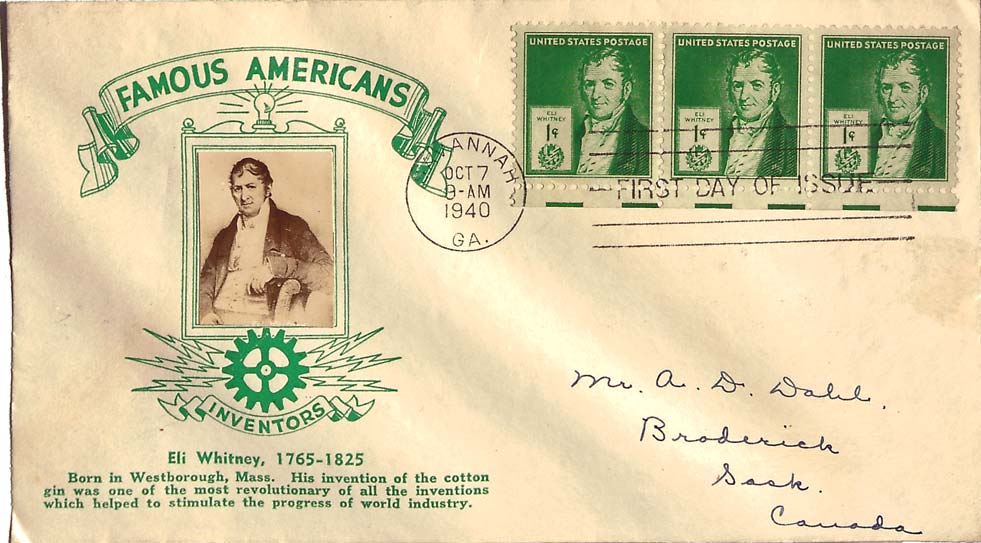 FAMOUS AMERICANS
UNITED STATES POSTAGE
ELI
WHITNEY
1¢
UNITED STATES POSTAGE
ELI
WHITNEY
1¢
UNITED STATES POSTAGE
ELI
WHITNEY
1¢
OCT 7
9-AM
1940
GA.
FIRST DAY OF ISSUE
INVENTORS
Eli Whitney, 1765-1825
Born in Westborough, Mass. His invention of the cotton
gin was one of the most revolutionary of all the inventions
which helped to stimulate the progress of world industry.
Mr. A. D. Dahl.
Broderick
Sask.
Canada